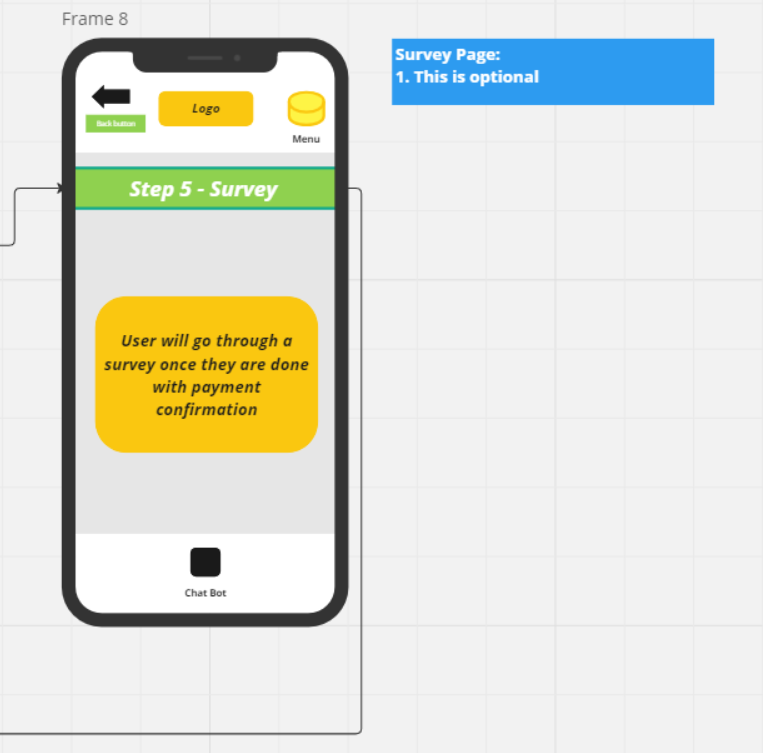 Frame 8
Survey Page:
1. This is optional
Back button
Logo
Menu
Step 5 - Survey
User will go through a
survey once they are done
with payment
confirmation
Chat Bot